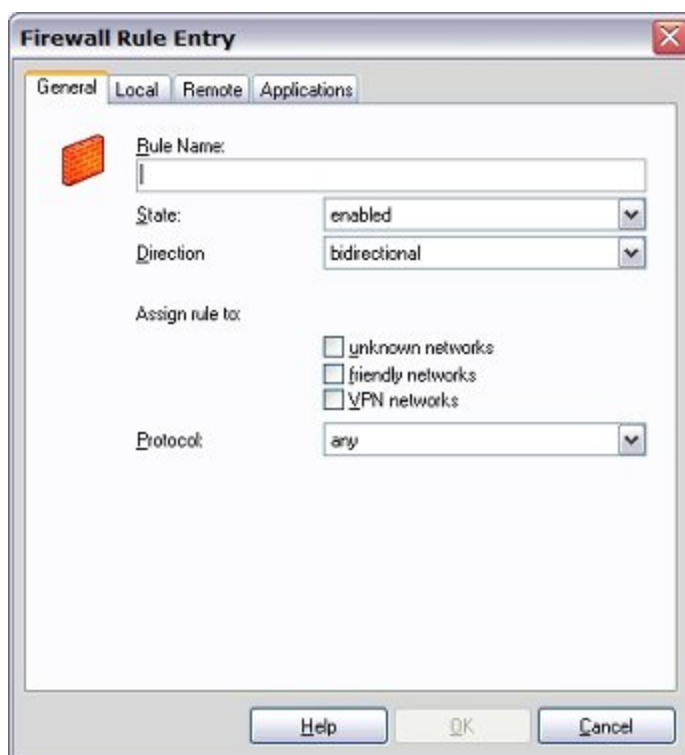 Firewall Rule Entry
General Local Remote Applications
Rule Name:
State: enabled
Direction bidirectional
Assign rule to:
unknown networks
friendly networks
VPN networks
Protocol: any
Help OK Cancel